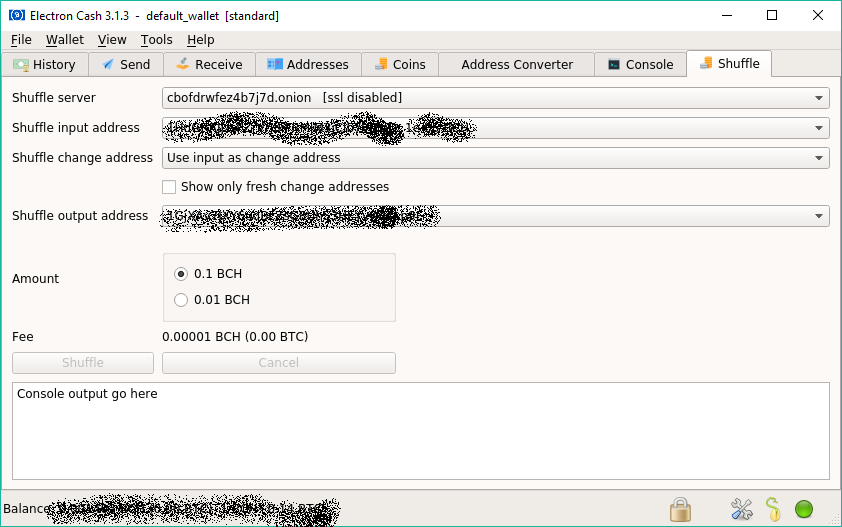 Electron Cash 3.1.3 - default_wallet [standard]
File Wallet View Tools Help
History Send Receive Addresses Coins Address Converter Console Shuffle
Shuffle server cbofdrwfez4b7j7d.onion [ssl disabled]
Shuffle input address
Shuffle change address Use input as change address
Show only fresh change addresses
Shuffle output address
Amount
0.1 BCH
0.01 BCH
Fee 0.00001 BCH (0.00 BTC)
Shuffle Cancel
Console output go here
Balance